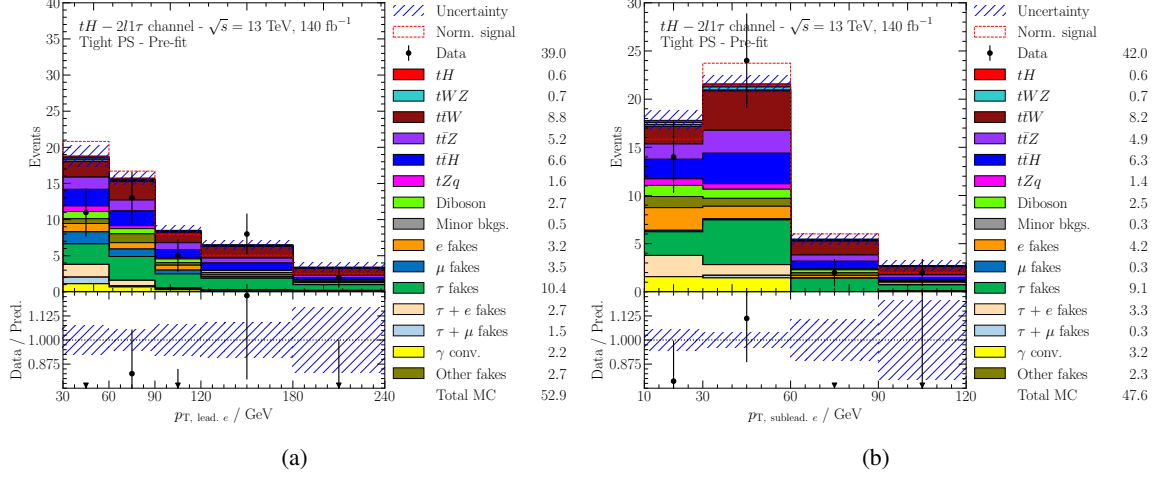 tH − 2l1τ channel - √s = 13 TeV, 140 fb⁻¹
Tight PS - Pre-fit
Events
40
35
30
25
20
15
10
5
0
Data / Pred.
1.125
1.000
0.875
30 60 90 120 150 180 210 240
pT, lead. e / GeV
Uncertainty
Norm. signal
Data 39.0
tH 0.6
tWZ 0.7
tt̄W 8.8
tt̄Z 5.2
tt̄H 6.6
tZq 1.6
Diboson 2.7
Minor bkgs. 0.5
e fakes 3.2
μ fakes 3.5
τ fakes 10.4
τ + e fakes 2.7
τ + μ fakes 1.5
γ conv. 2.2
Other fakes 2.7
Total MC 52.9
(a)
tH − 2l1τ channel - √s = 13 TeV, 140 fb⁻¹
Tight PS - Pre-fit
Events
30
25
20
15
10
5
0
Data / Pred.
1.125
1.000
0.875
10 30 60 90 120
pT, sublead. e / GeV
Uncertainty
Norm. signal
Data 42.0
tH 0.6
tWZ 0.7
tt̄W 8.2
tt̄Z 4.9
tt̄H 6.3
tZq 1.4
Diboson 2.5
Minor bkgs. 0.3
e fakes 4.2
μ fakes 0.3
τ fakes 9.1
τ + e fakes 3.3
τ + μ fakes 0.3
γ conv. 3.2
Other fakes 2.3
Total MC 47.6
(b)